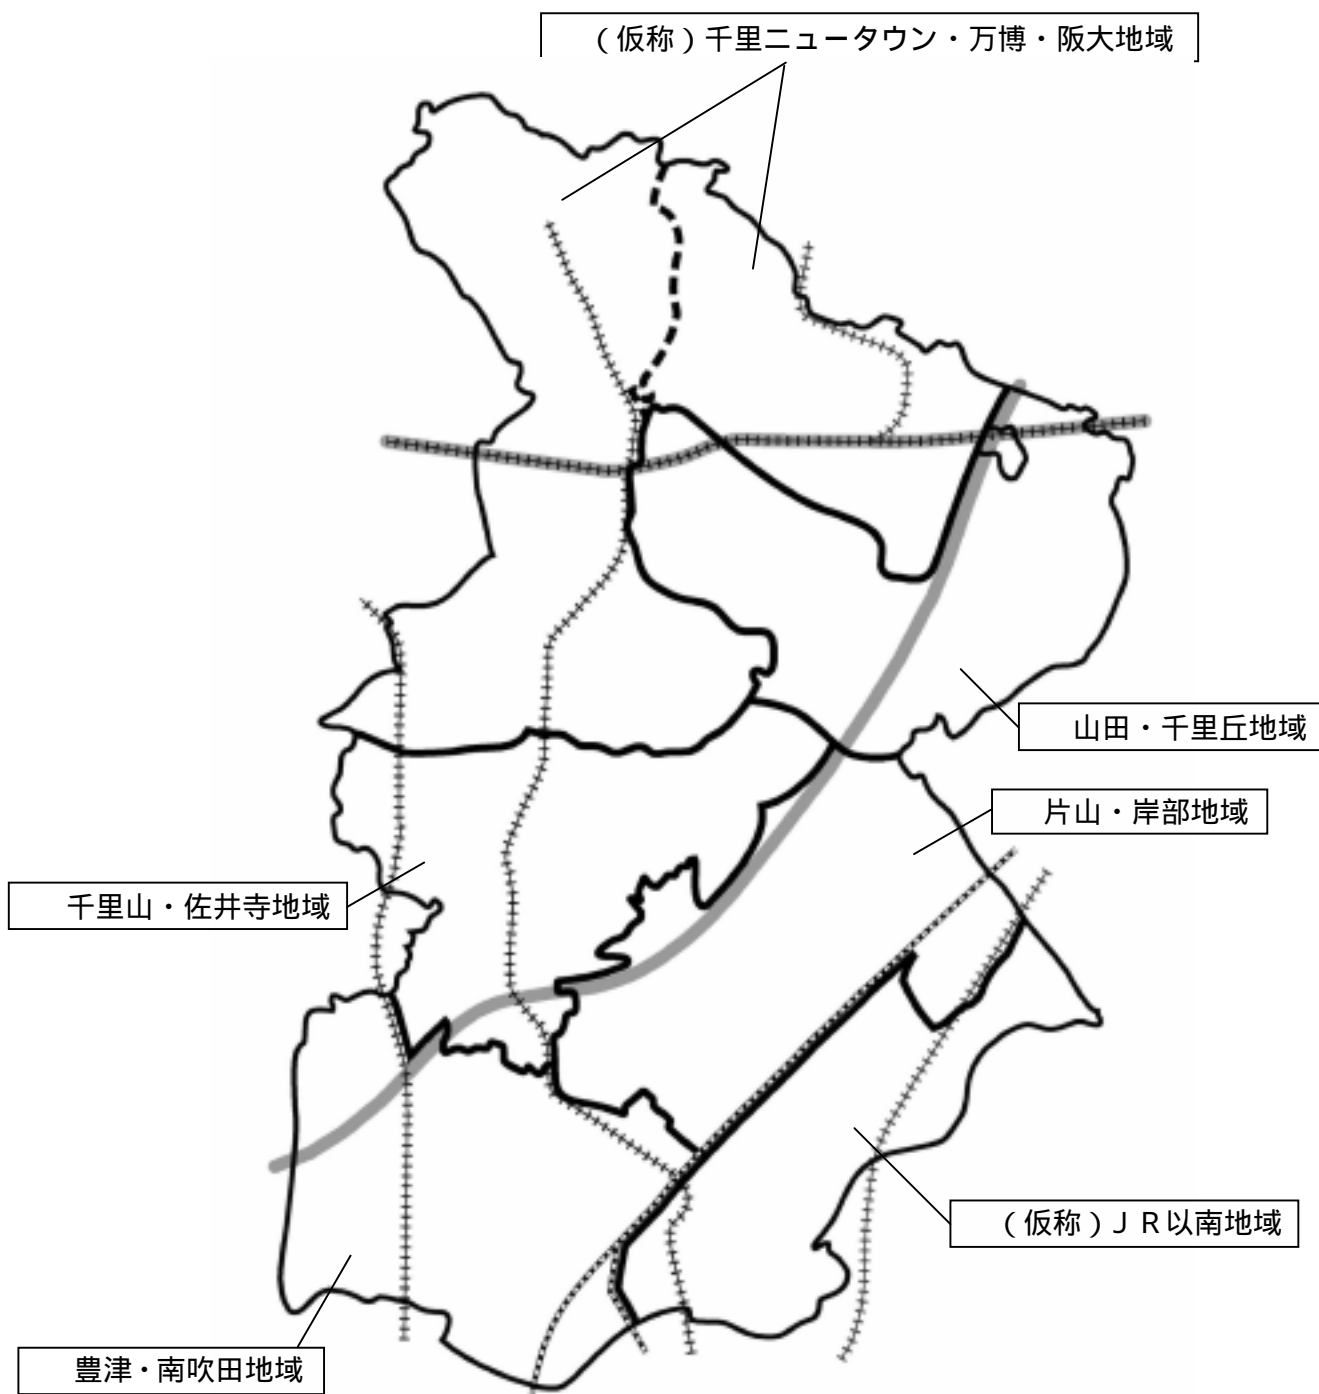 （仮称）千里ニュータウン・万博・阪大地域
山田・千里丘地域
片山・岸部地域
千里山・佐井寺地域
（仮称）ＪＲ以南地域
豊津・南吹田地域